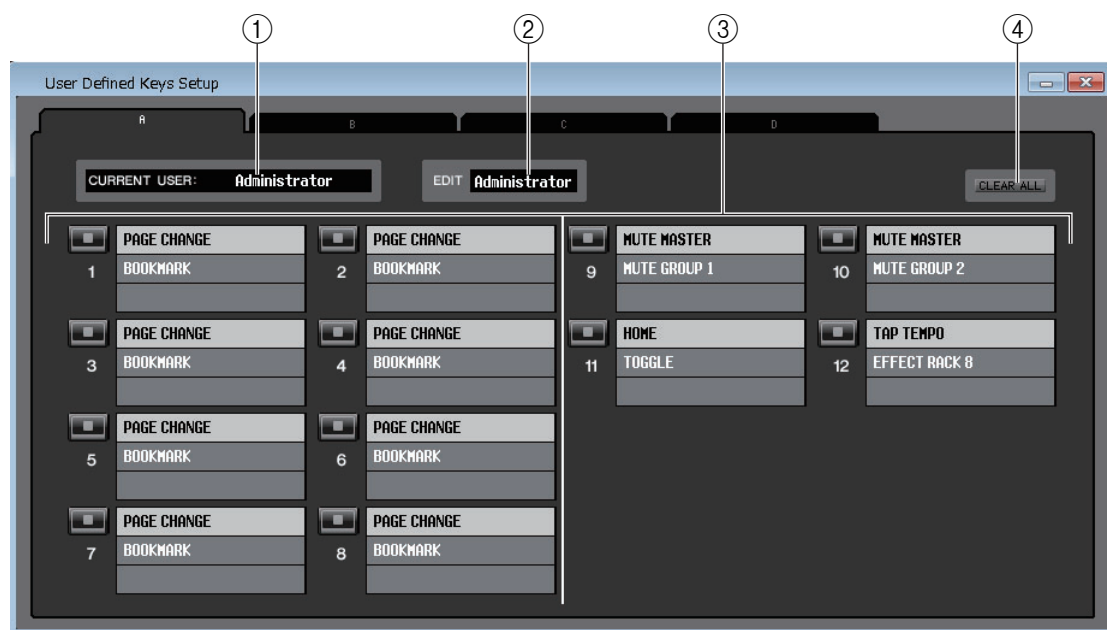 ① ② ③ ④
User Defined Keys Setup
A B C D
CURRENT USER: Administrator EDIT Administrator CLEAR ALL
PAGE CHANGE PAGE CHANGE MUTE MASTER MUTE MASTER
1 BOOKMARK 2 BOOKMARK 9 MUTE GROUP 1 10 MUTE GROUP 2
PAGE CHANGE PAGE CHANGE HOME TAP TEMPO
3 BOOKMARK 4 BOOKMARK 11 TOGGLE 12 EFFECT RACK 8
PAGE CHANGE PAGE CHANGE
5 BOOKMARK 6 BOOKMARK
PAGE CHANGE PAGE CHANGE
7 BOOKMARK 8 BOOKMARK